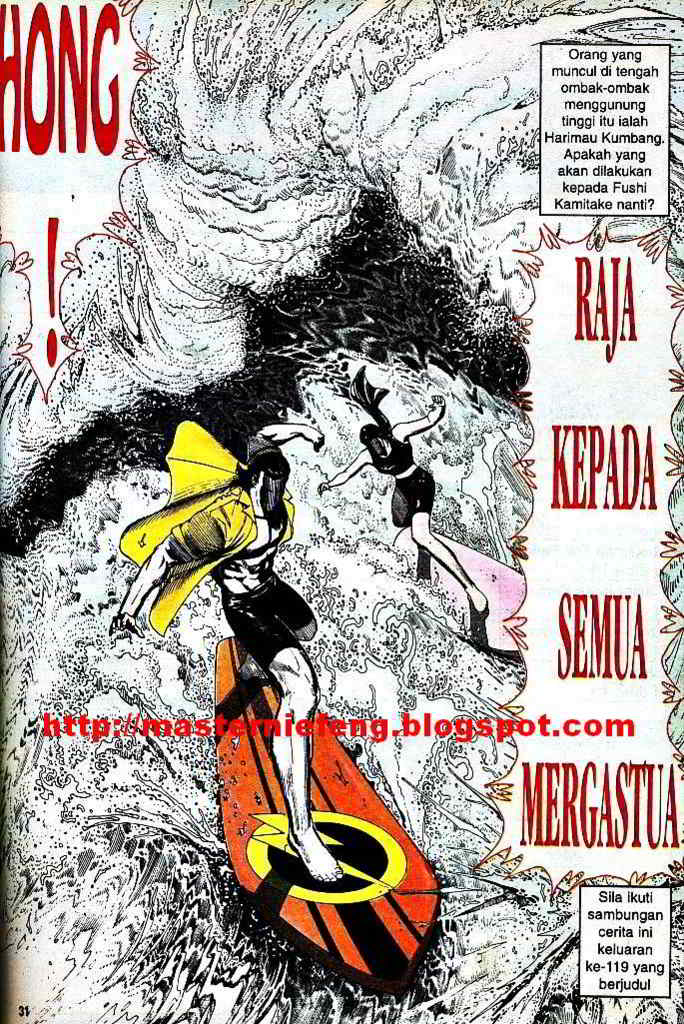 HONG
!
Orang yang
muncul di tengah
ombak-ombak
menggunung
tinggi itu ialah
Harimau Kumbang.
Apakah yang
akan dilakukan
kepada Fushi
Kamitake nanti?
RAJA
KEPADA
SEMUA
MERGASTUA
http://masterniefeng.blogspot.com
Sila ikuti
sambungan
cerita ini
keluaran
ke-119 yang
berjudul
31